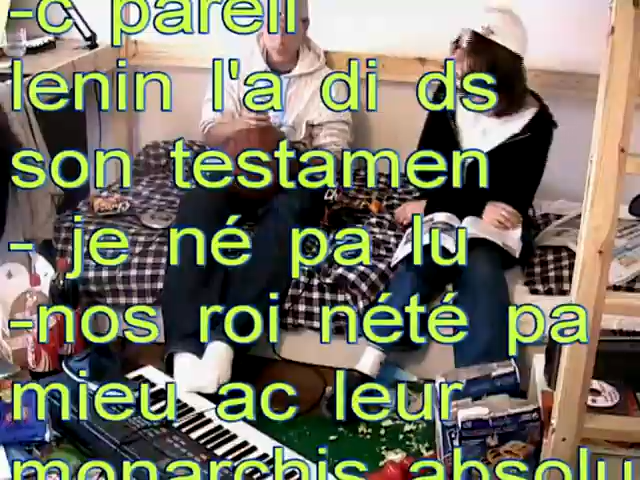 -c pareil
lenin l'a di ds
son testamen
- je né pa lu
-nos roi nété pa
mieu ac leur
monarchis absolu